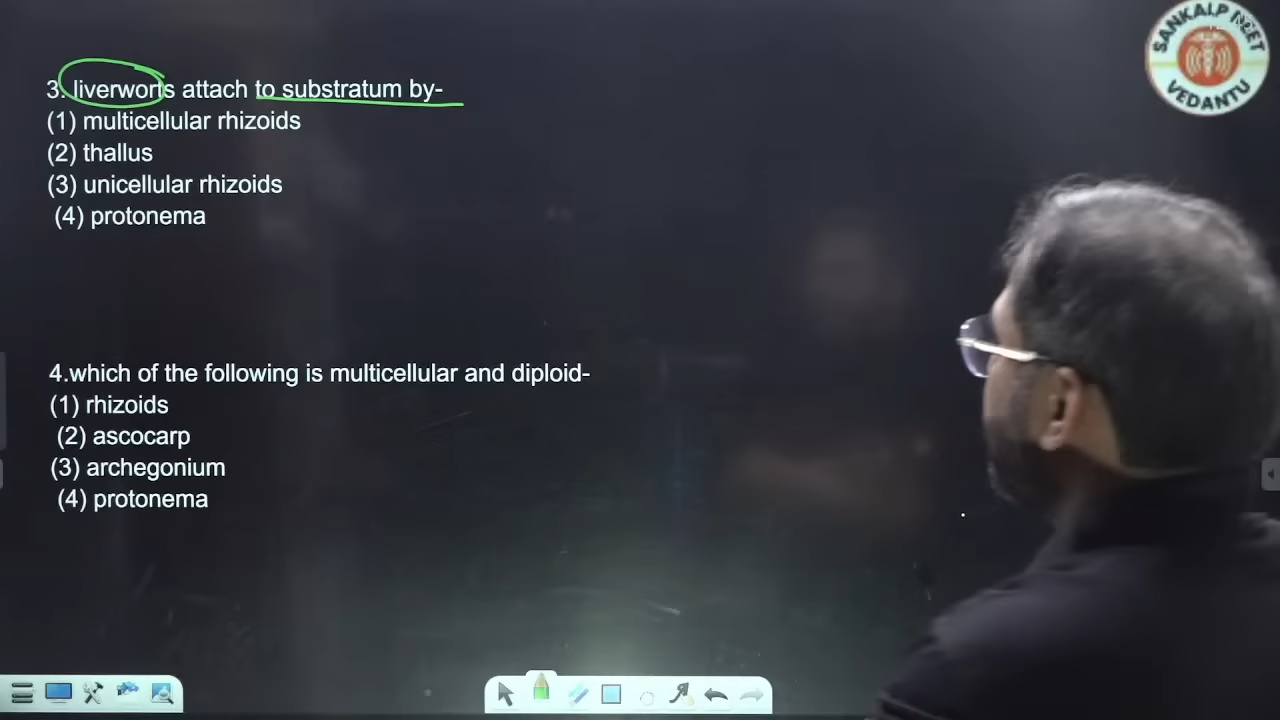 SANKALP NEET
VEDANTU
3. liverworts attach to substratum by-
(1) multicellular rhizoids
(2) thallus
(3) unicellular rhizoids
(4) protonema
4.which of the following is multicellular and diploid-
(1) rhizoids
(2) ascocarp
(3) archegonium
(4) protonema